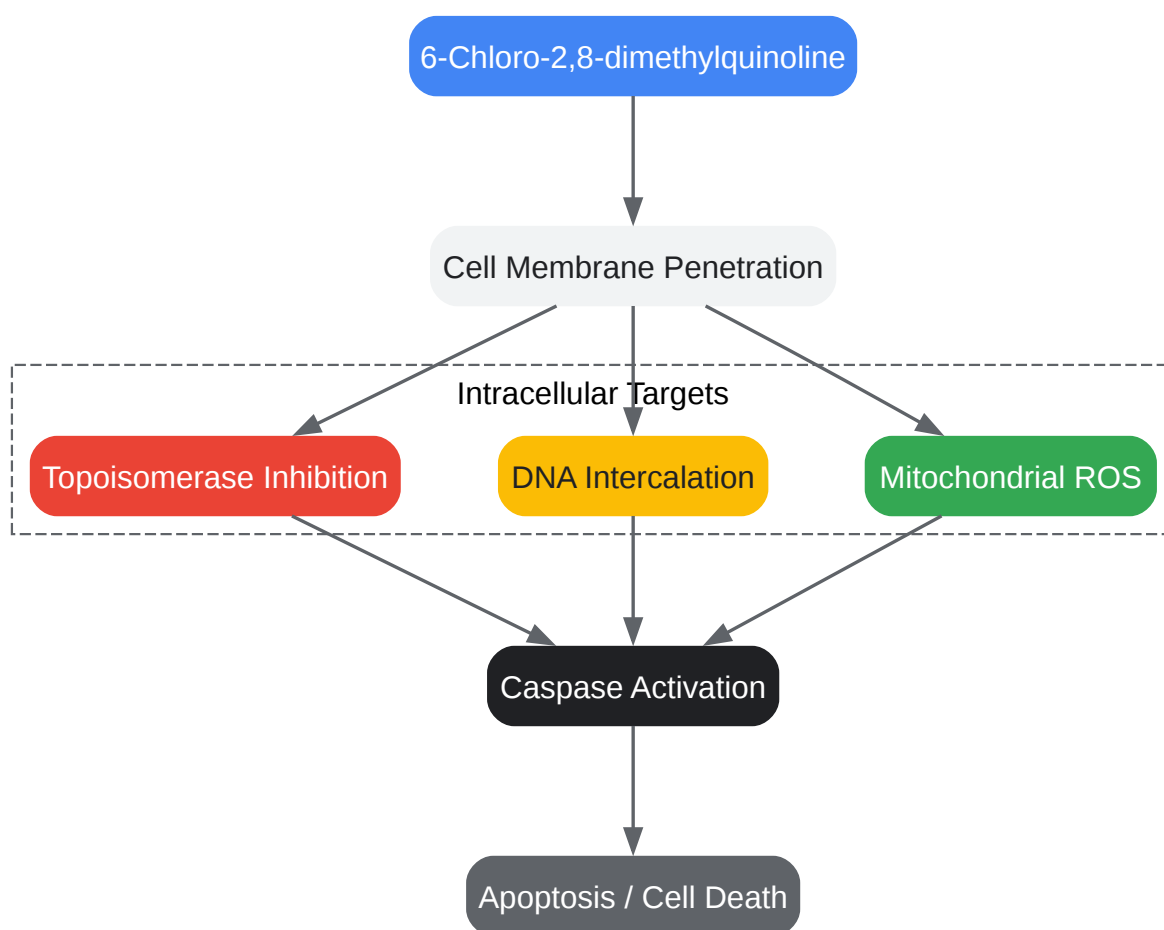 6-Chloro-2,8-dimethylquinoline
Cell Membrane Penetration
Intracellular Targets
Topoisomerase Inhibition
DNA Intercalation
Mitochondrial ROS
Caspase Activation
Apoptosis / Cell Death